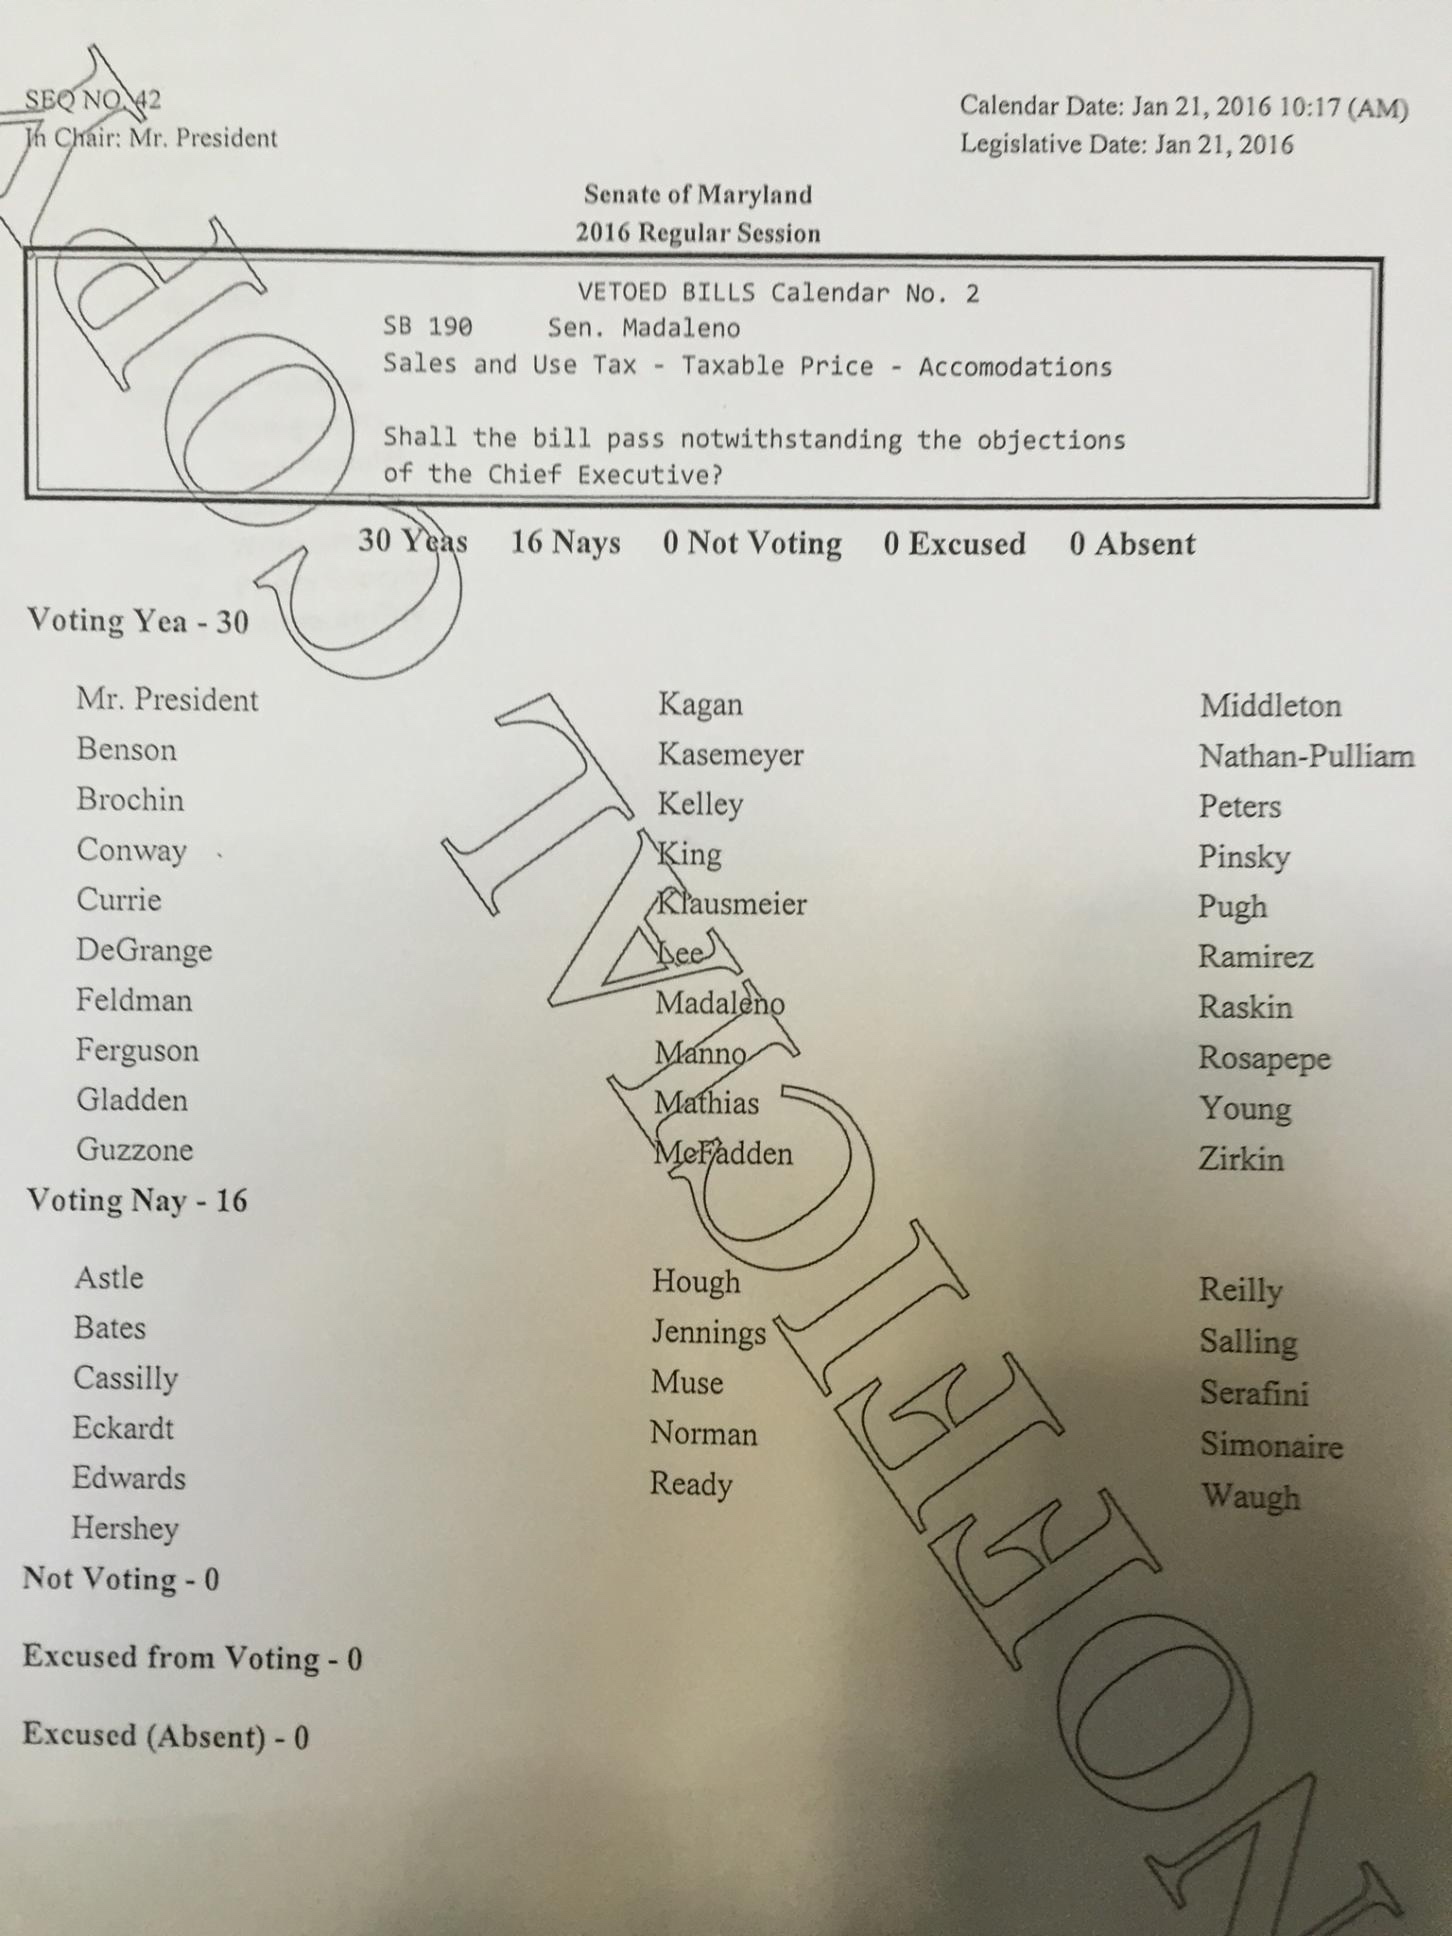 SEQ NO. 42
In Chair: Mr. President
Calendar Date: Jan 21, 2016 10:17 (AM)
Legislative Date: Jan 21, 2016
Senate of Maryland
2016 Regular Session
VETOED BILLS Calendar No. 2
SB 190 Sen. Madaleno
Sales and Use Tax - Taxable Price - Accomodations
Shall the bill pass notwithstanding the objections
of the Chief Executive?
30 Yeas 16 Nays 0 Not Voting 0 Excused 0 Absent
Voting Yea - 30
Mr. President Kagan Middleton
Benson Kasemeyer Nathan-Pulliam
Brochin Kelley Peters
Conway King Pinsky
Currie Klausmeier Pugh
DeGrange Lee Ramirez
Feldman Madaleno Raskin
Ferguson Manno Rosapepe
Gladden Mathias Young
Guzzone McFadden Zirkin
Voting Nay - 16
Astle Hough Reilly
Bates Jennings Salling
Cassilly Muse Serafini
Eckardt Norman Simonaire
Edwards Ready Waugh
Hershey
Not Voting - 0
Excused from Voting - 0
Excused (Absent) - 0